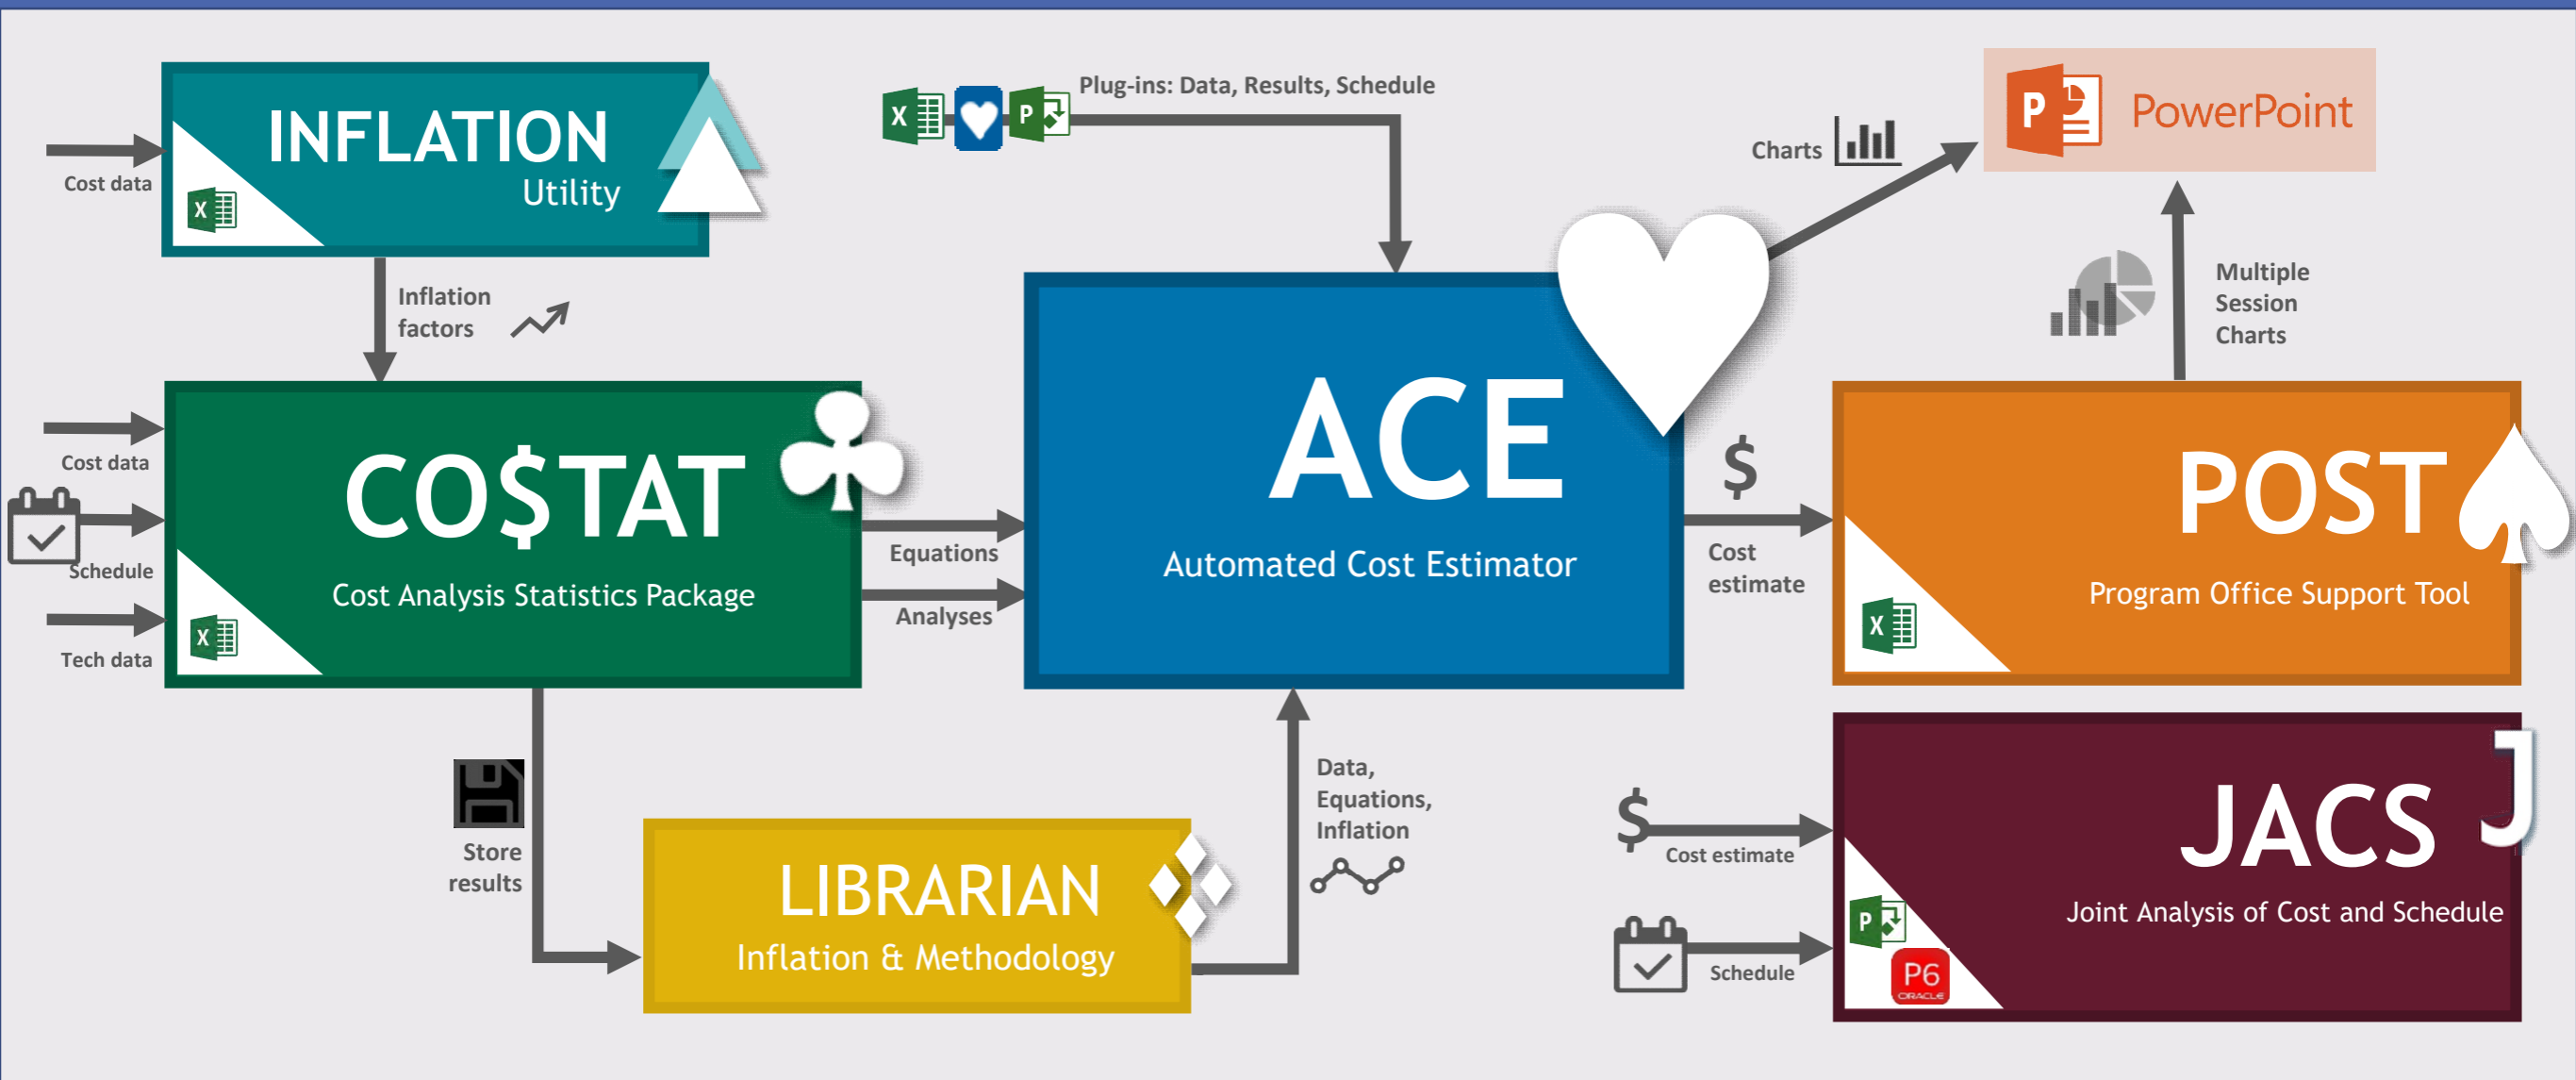 INFLATION
Utility
X
Cost data
Inflation
factors
Plug-ins: Data, Results, Schedule
X
P
Charts
P
PowerPoint
Multiple
Session
Charts
Cost data
Schedule
Tech data
CO$TAT
Cost Analysis Statistics Package
X
Equations
Analyses
ACE
Automated Cost Estimator
$
Cost
estimate
POST
Program Office Support Tool
X
Store
results
LIBRARIAN
Inflation & Methodology
Data,
Equations,
Inflation
$
Cost estimate
Schedule
J
JACS
Joint Analysis of Cost and Schedule
P
P6
ORACLE